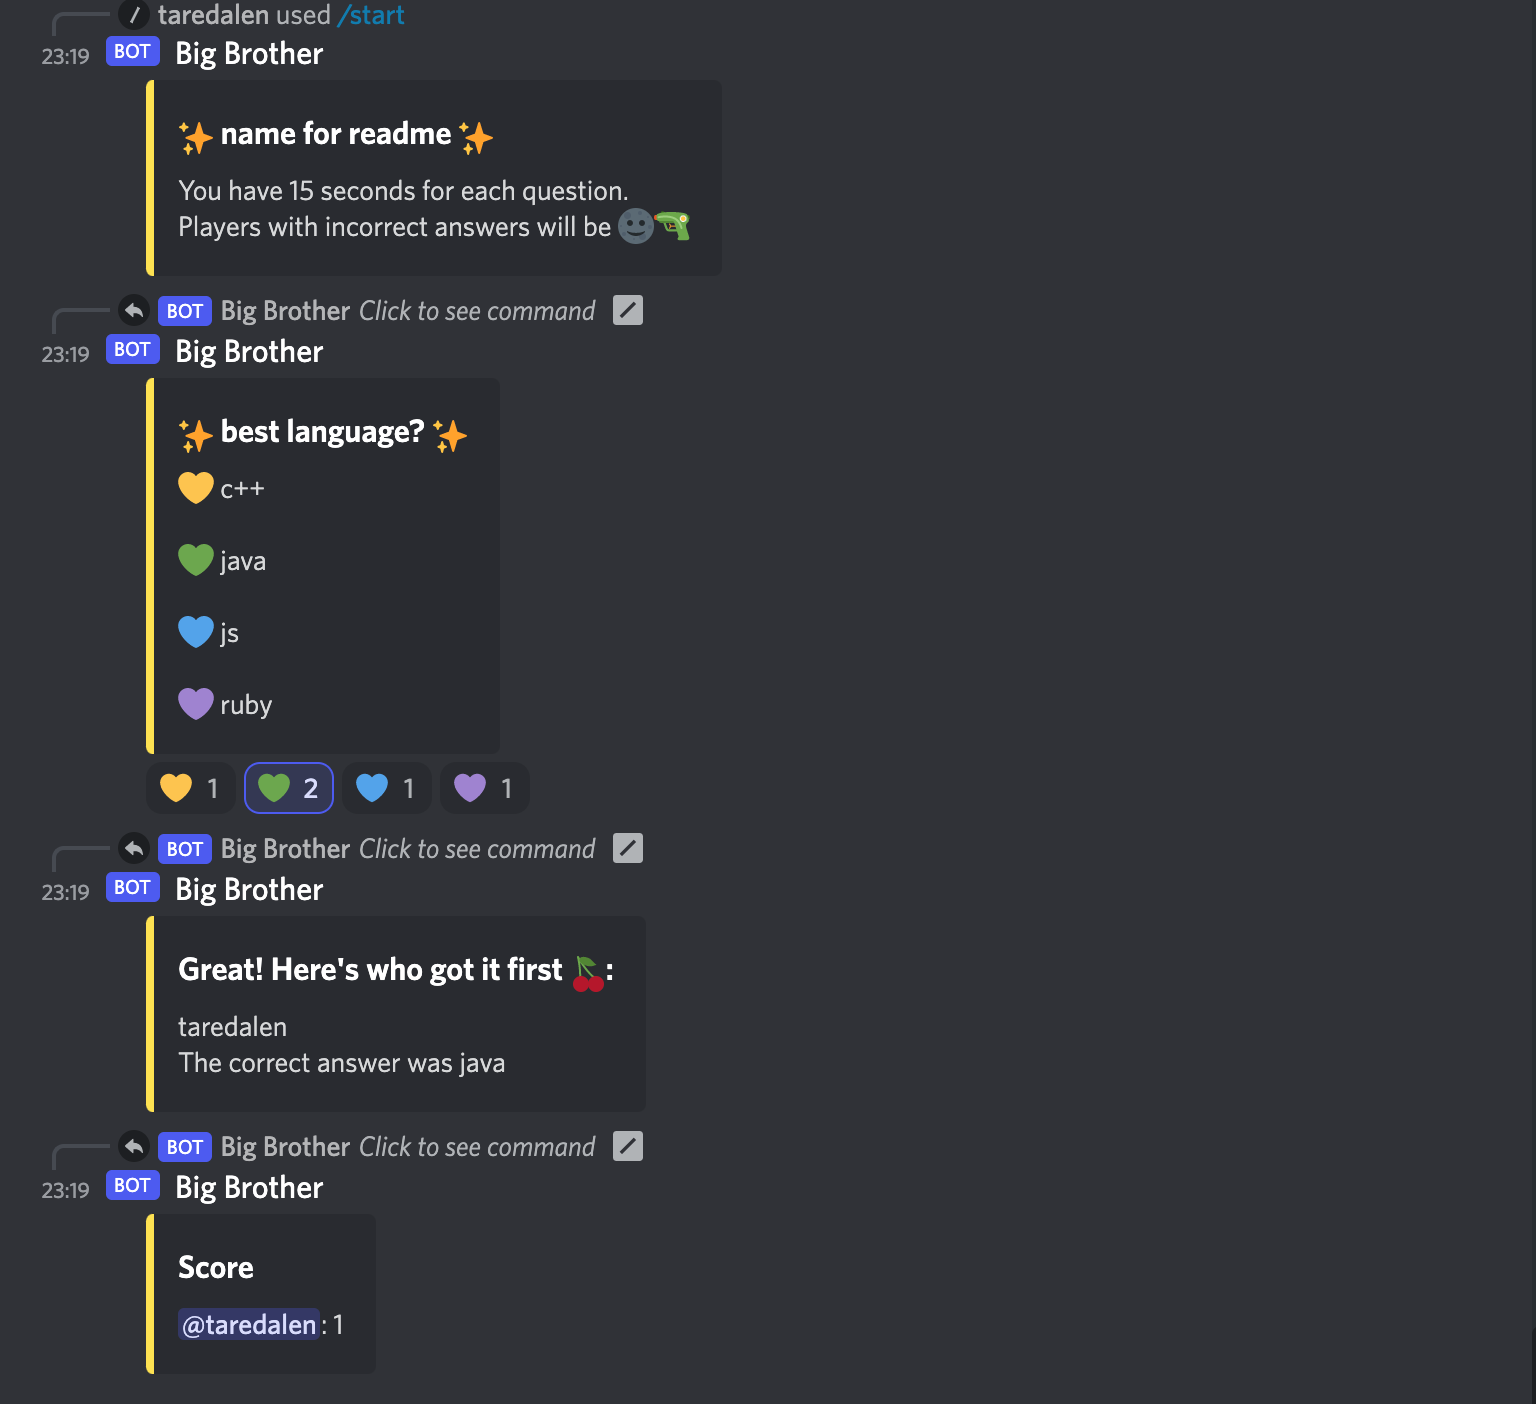 taredalen used /start
23:19 BOT Big Brother
✨ name for readme ✨
You have 15 seconds for each question.
Players with incorrect answers will be 🌚🔫
BOT Big Brother Click to see command
23:19 BOT Big Brother
✨ best language? ✨
💛 c++
💚 java
💙 js
💜 ruby
💛 1 💚 2 💙 1 💜 1
BOT Big Brother Click to see command
23:19 BOT Big Brother
Great! Here's who got it first 🍒:
taredalen
The correct answer was java
BOT Big Brother Click to see command
23:19 BOT Big Brother
Score
@taredalen: 1